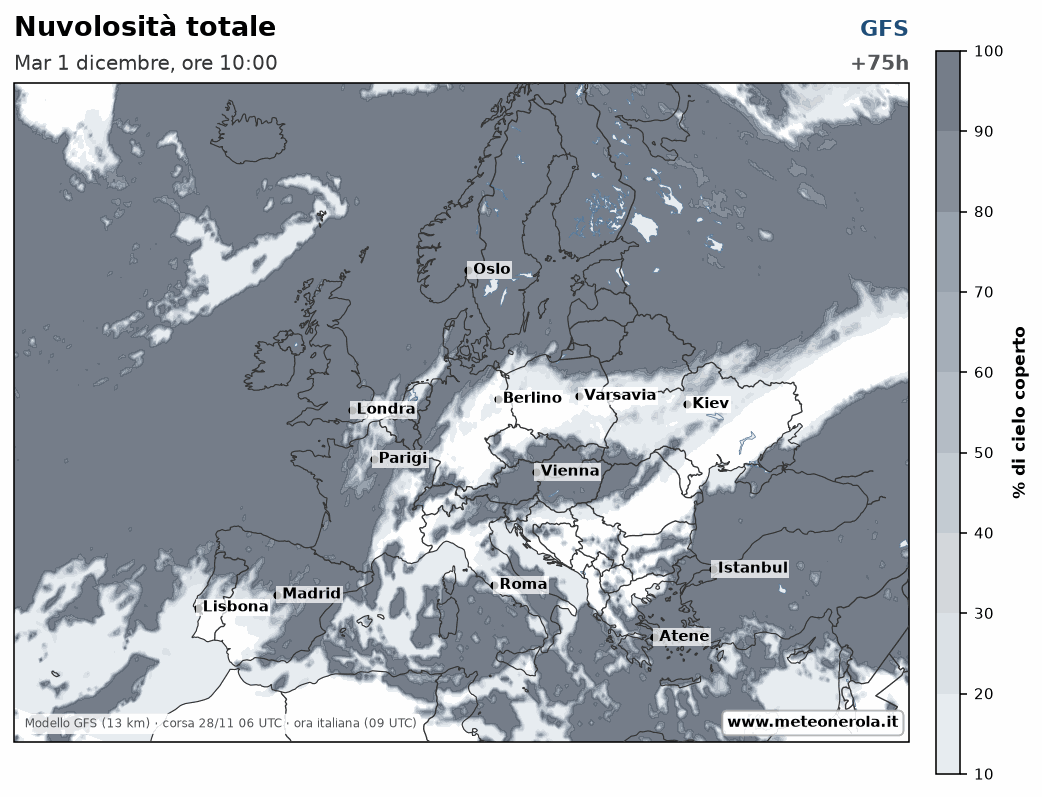 Nuvolosità totale
GFS
Mar 1 dicembre, ore 10:00
+75h
100
90
80
70
60
50
40
30
20
10
% di cielo coperto
Oslo
Londra
Berlino
Varsavia
Kiev
Parigi
Vienna
Istanbul
Roma
Madrid
Lisbona
Atene
Modello GFS (13 km) · corsa 28/11 06 UTC · ora italiana (09 UTC)
www.meteonerola.it